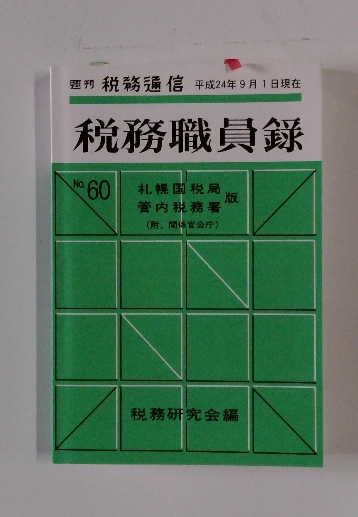 週刊 税務通信 平成24年9月1日現在
税務職員録
No.60
札幌国税局
管内税務署
版
(附、関係官公庁)
税務研究会編